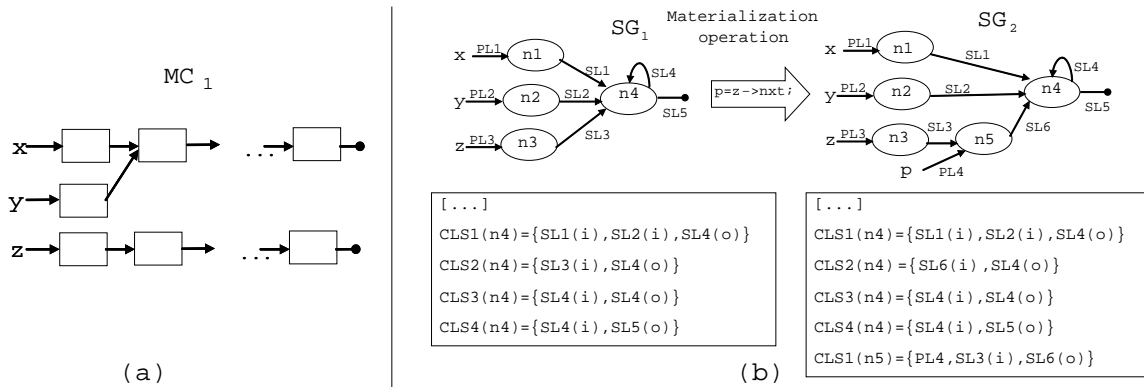 MC 1
x
...
y
z
...
(a)
SG1
Materialization
operation
SG2
x PL1 n1
SL1 SL4
y PL2 n2 SL2 n4
SL5
z PL3 n3 SL3
p=z->nxt;
x PL1 n1
SL1 SL4
y PL2 n2 SL2 n4
SL5
z PL3 n3 SL3 n5 SL6
p PL4
[...]
CLS1(n4)={SL1(i),SL2(i),SL4(o)}
CLS2(n4)={SL3(i),SL4(o)}
CLS3(n4)={SL4(i),SL4(o)}
CLS4(n4)={SL4(i),SL5(o)}
[...]
CLS1(n4)={SL1(i),SL2(i),SL4(o)}
CLS2(n4)={SL6(i),SL4(o)}
CLS3(n4)={SL4(i),SL4(o)}
CLS4(n4)={SL4(i),SL5(o)}
CLS1(n5)={PL4,SL3(i),SL6(o)}
(b)